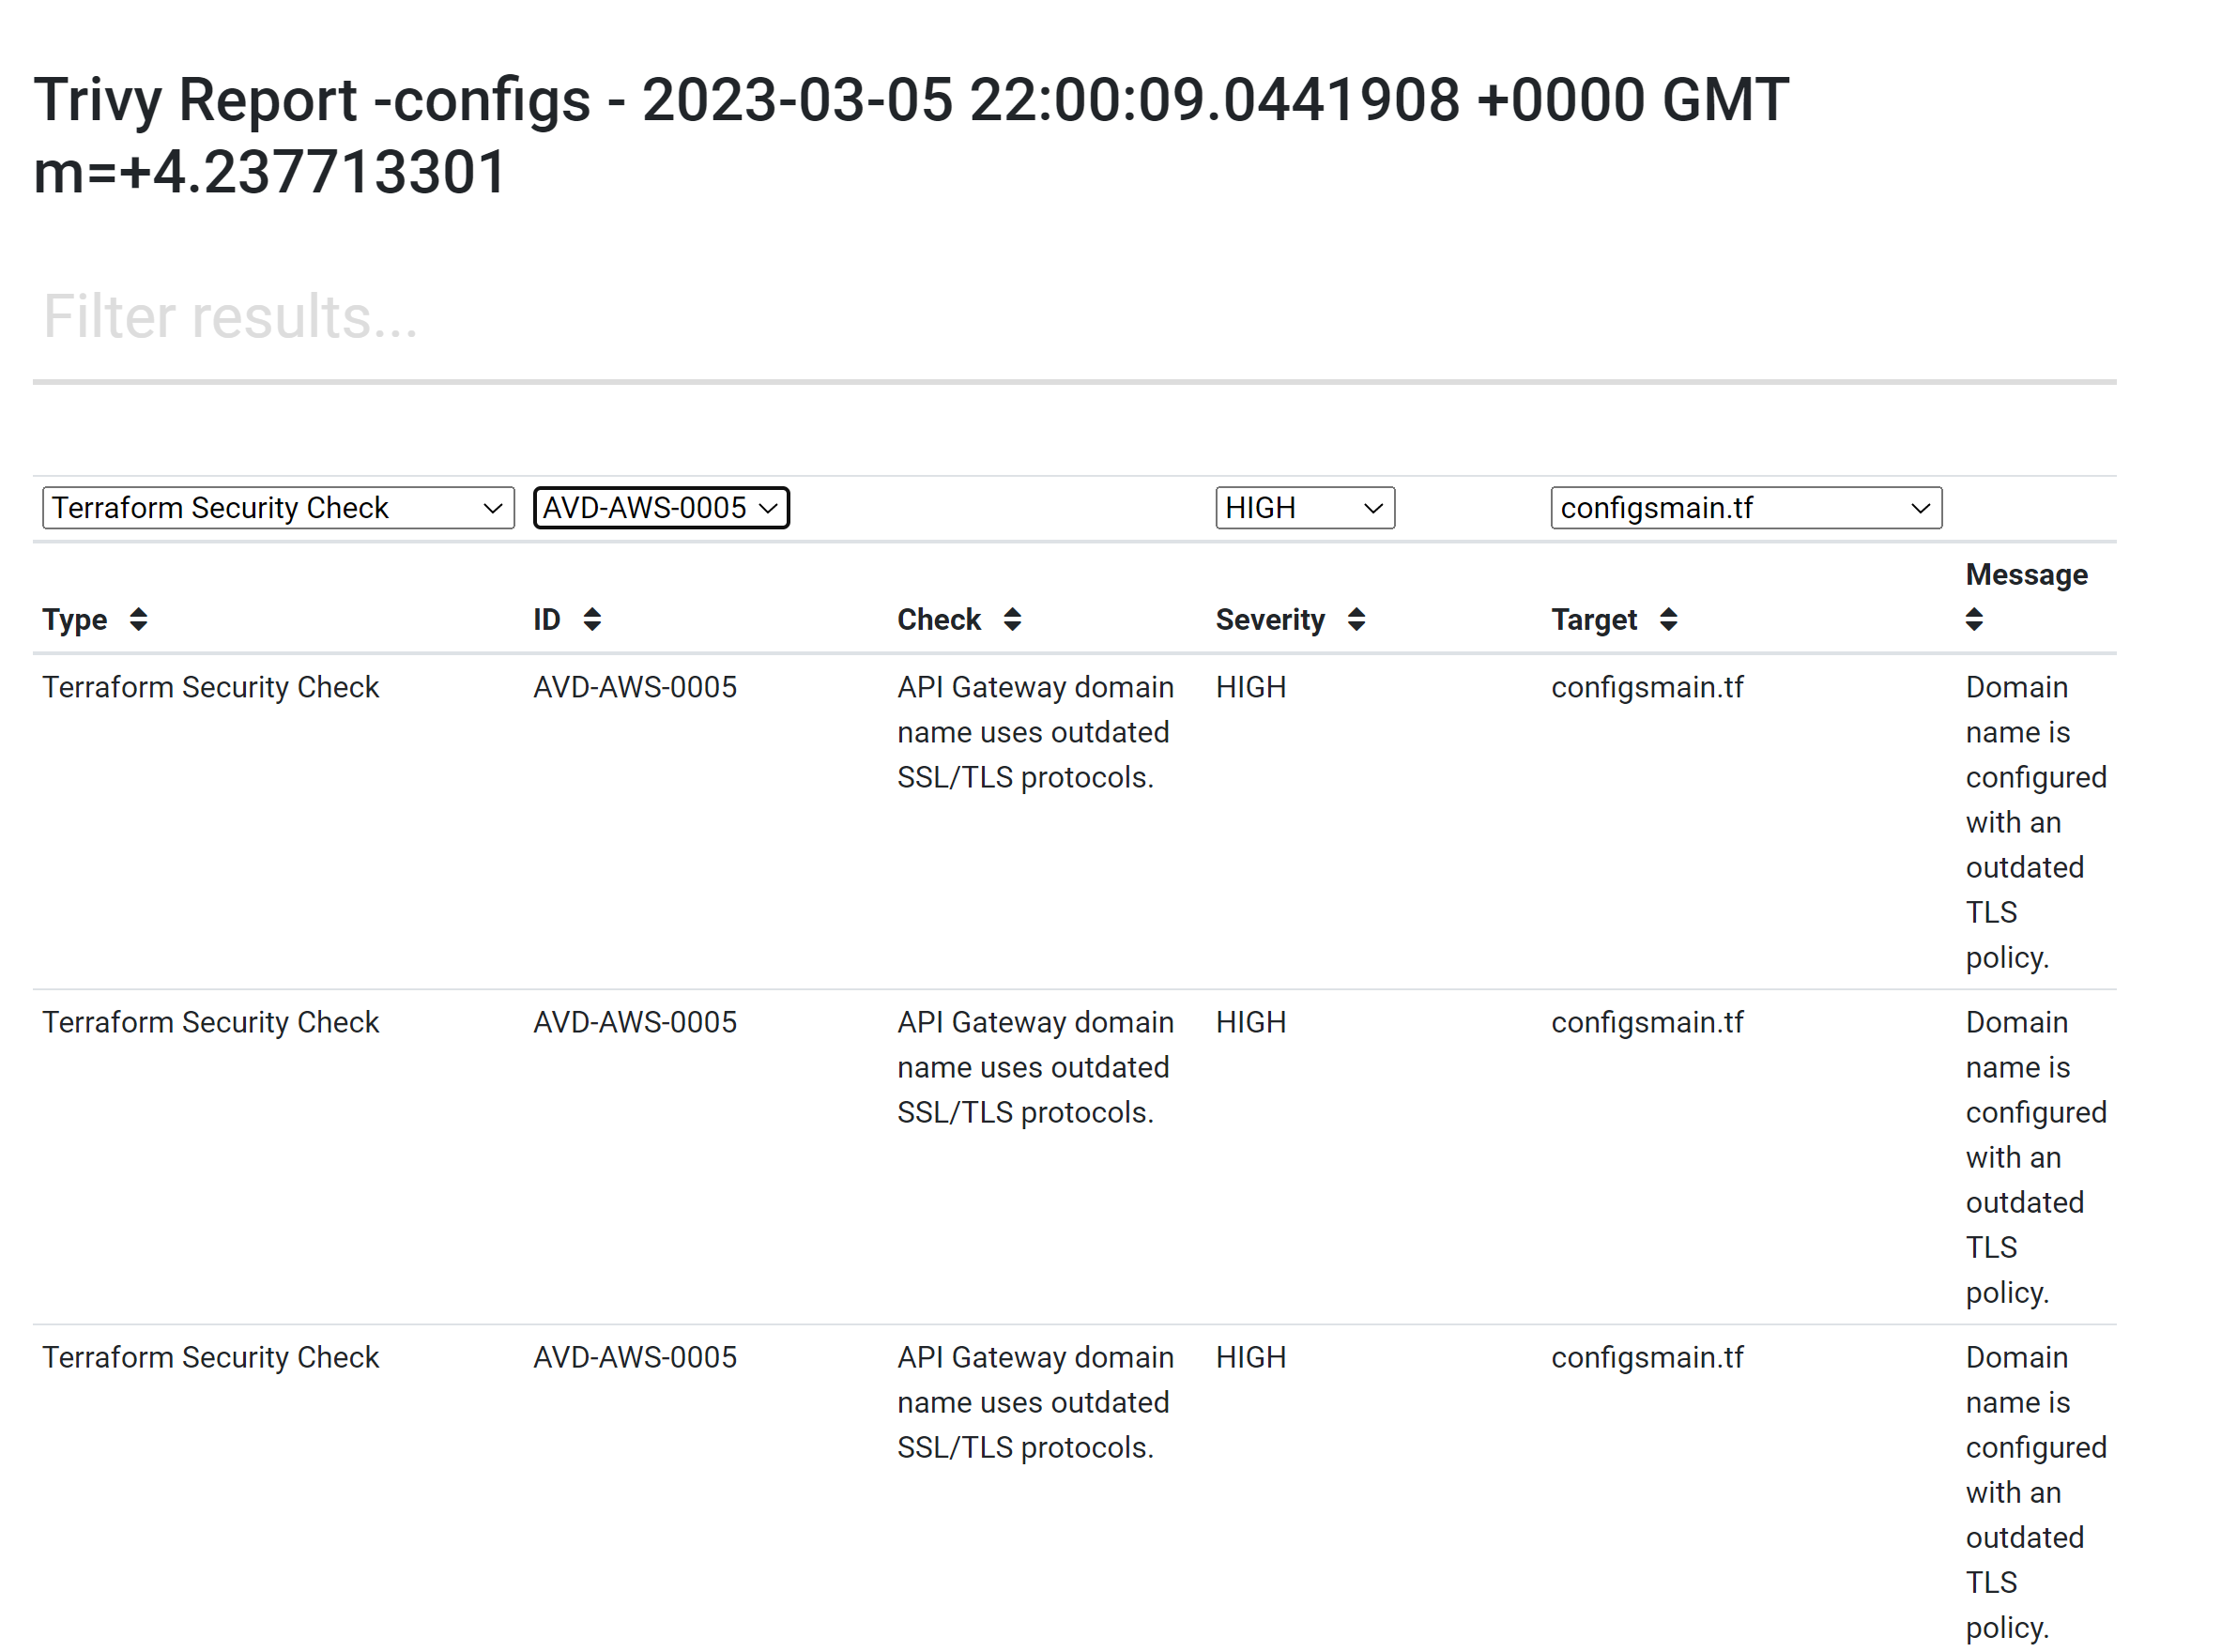 Trivy Report -configs - 2023-03-05 22:00:09.0441908 +0000 GMT
m=+4.237713301
Filter results...
Terraform Security Check AVD-AWS-0005 HIGH configsmain.tf
Type ID Check Severity Target Message
Terraform Security Check AVD-AWS-0005 API Gateway domain HIGH configsmain.tf Domain
name uses outdated name is
SSL/TLS protocols. configured
with an
outdated
TLS
policy.
Terraform Security Check AVD-AWS-0005 API Gateway domain HIGH configsmain.tf Domain
name uses outdated name is
SSL/TLS protocols. configured
with an
outdated
TLS
policy.
Terraform Security Check AVD-AWS-0005 API Gateway domain HIGH configsmain.tf Domain
name uses outdated name is
SSL/TLS protocols. configured
with an
outdated
TLS
policy.